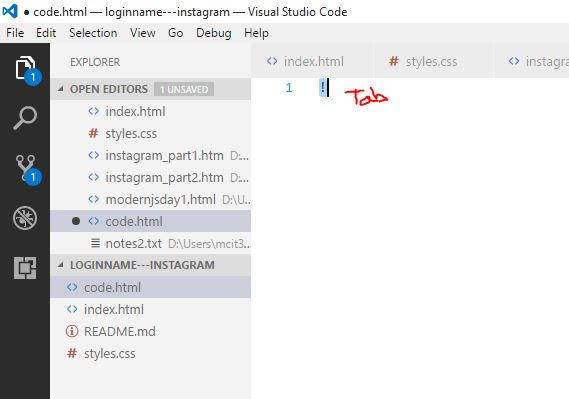 ● code.html — loginname---instagram — Visual Studio Code
File Edit Selection View Go Debug Help
EXPLORER
index.html
styles.css
instagra
OPEN EDITORS 1 UNSAVED
1 !
Tab
index.html
styles.css
instagram_part1.htm D:...
instagram_part2.htm D:...
modernjsday1.html D:\U...
code.html
notes2.txt D:\Users\mcit3...
LOGINNAME---INSTAGRAM
code.html
index.html
README.md
styles.css
1
1